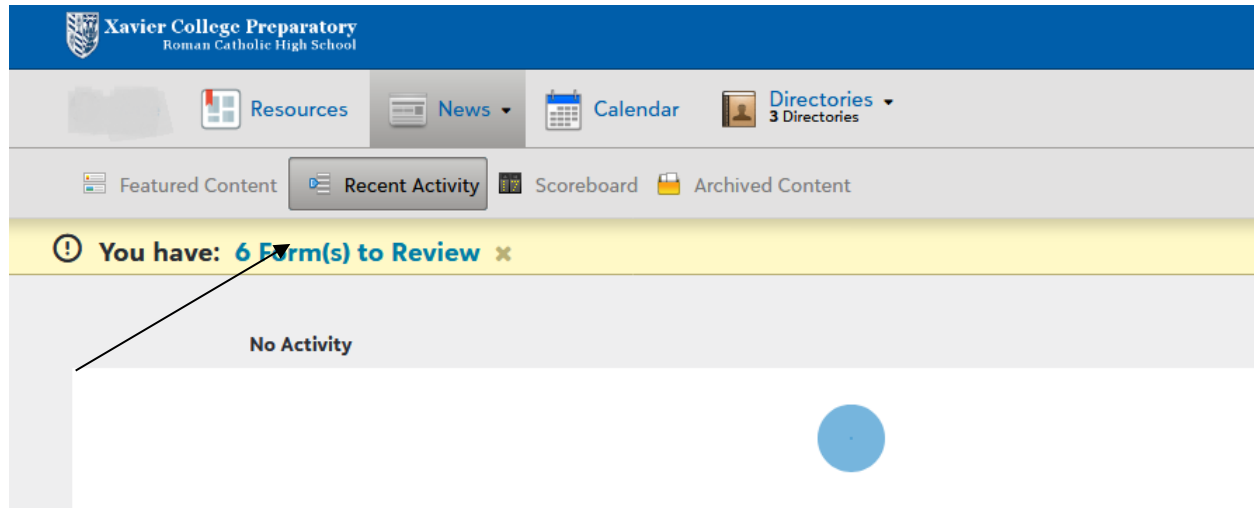 Xavier College Preparatory
Roman Catholic High School
Resources
News
Calendar
Directories
3 Directories
Featured Content
Recent Activity
Scoreboard
Archived Content
You have: 6 Form(s) to Review
No Activity